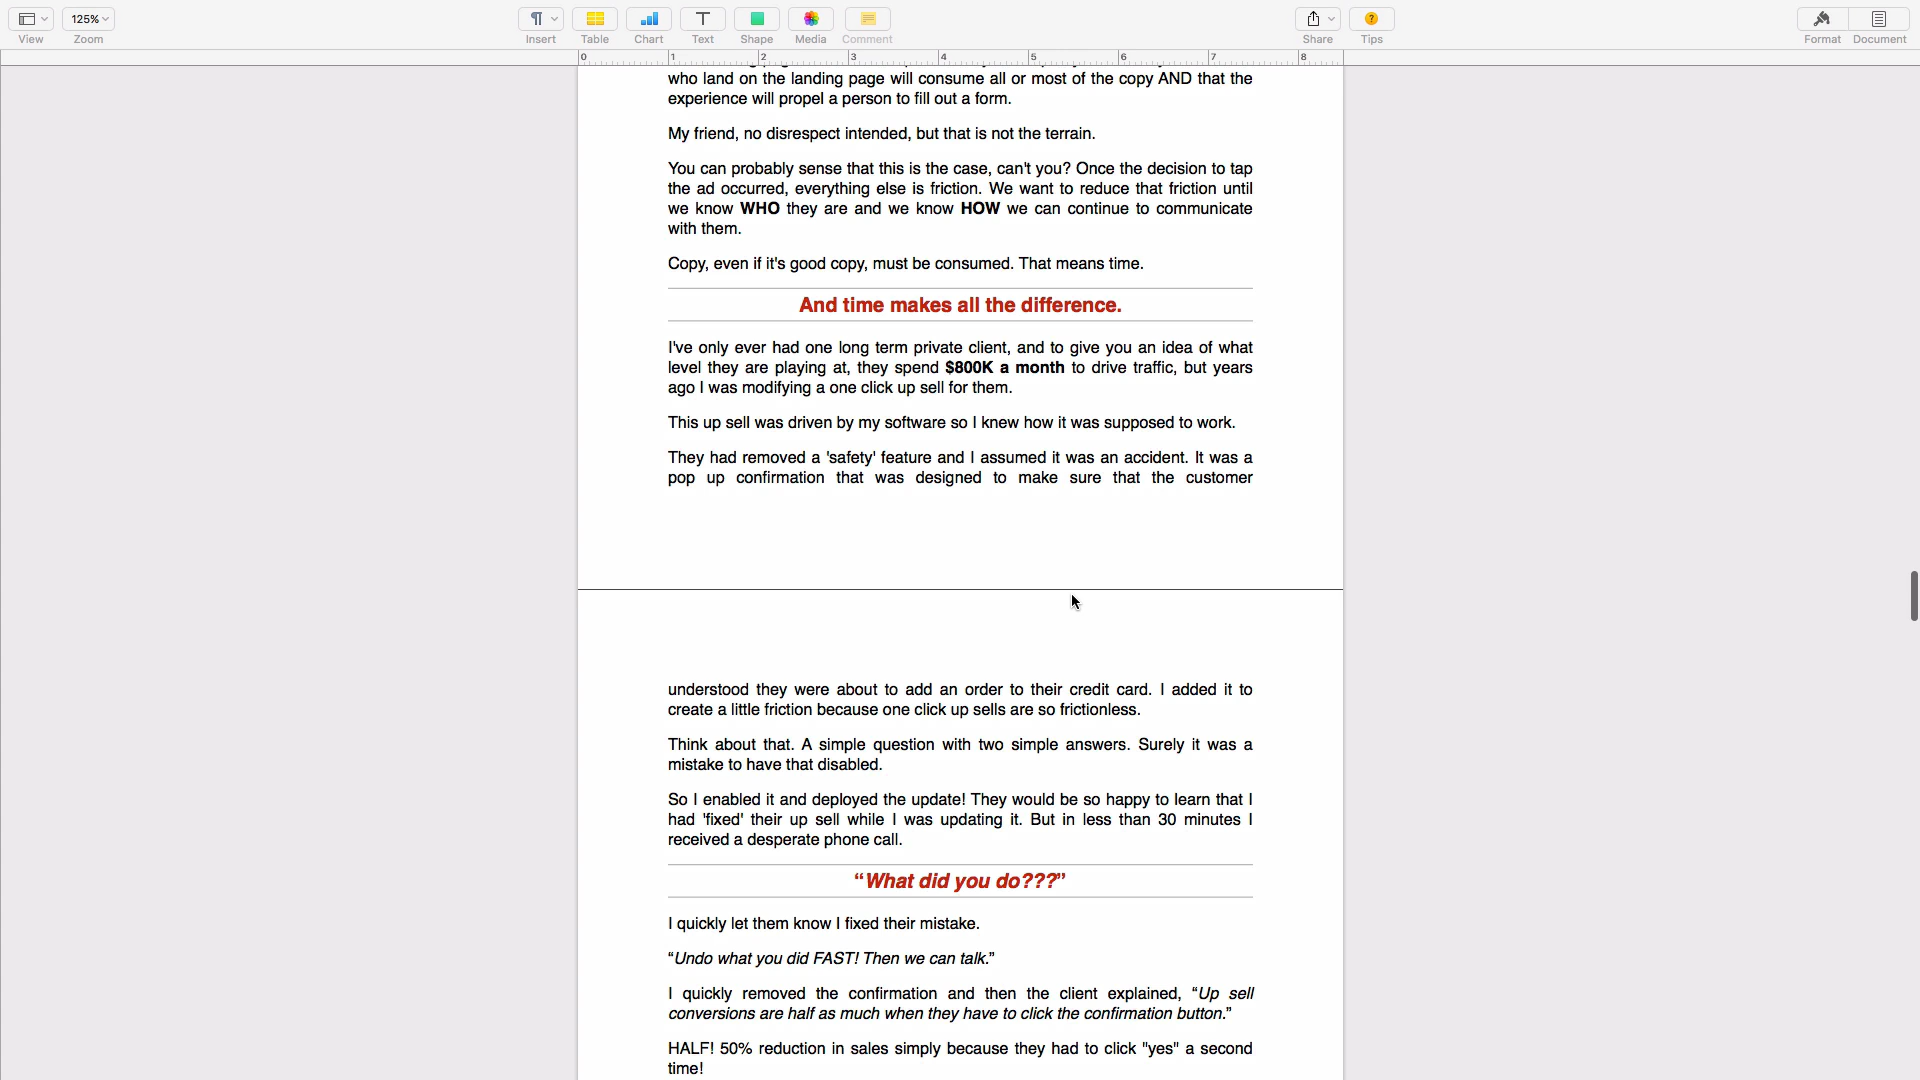 125%
View
Zoom
Insert
Table
Chart
Text
Shape
Media
Comment
Share
Tips
Format
Document
0 1 2 3 4 5 6 7 8
who land on the landing page will consume all or most of the copy AND that the
experience will propel a person to fill out a form.
My friend, no disrespect intended, but that is not the terrain.
You can probably sense that this is the case, can't you? Once the decision to tap
the ad occurred, everything else is friction. We want to reduce that friction until
we know WHO they are and we know HOW we can continue to communicate
with them.
Copy, even if it's good copy, must be consumed. That means time.
And time makes all the difference.
I've only ever had one long term private client, and to give you an idea of what
level they are playing at, they spend $800K a month to drive traffic, but years
ago I was modifying a one click up sell for them.
This up sell was driven by my software so I knew how it was supposed to work.
They had removed a 'safety' feature and I assumed it was an accident. It was a
pop up confirmation that was designed to make sure that the customer
understood they were about to add an order to their credit card. I added it to
create a little friction because one click up sells are so frictionless.
Think about that. A simple question with two simple answers. Surely it was a
mistake to have that disabled.
So I enabled it and deployed the update! They would be so happy to learn that I
had 'fixed' their up sell while I was updating it. But in less than 30 minutes I
received a desperate phone call.
“What did you do???”
I quickly let them know I fixed their mistake.
“Undo what you did FAST! Then we can talk.”
I quickly removed the confirmation and then the client explained, “Up sell
conversions are half as much when they have to click the confirmation button.”
HALF! 50% reduction in sales simply because they had to click "yes" a second
time!